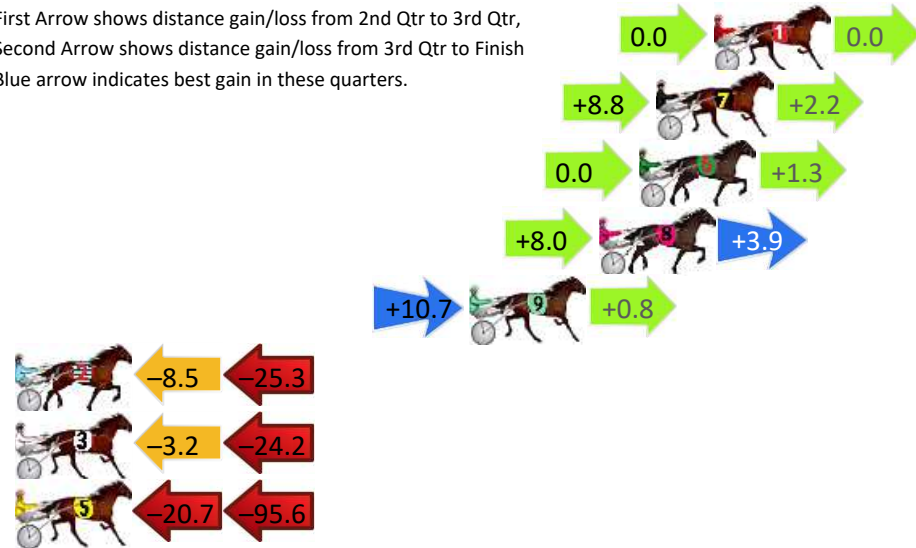 First Arrow shows distance gain/loss from 2nd Qtr to 3rd Qtr,
Second Arrow shows distance gain/loss from 3rd Qtr to Finish
Blue arrow indicates best gain in these quarters.
0.0 1 0.0
+8.8 7 +2.2
0.0 6 +1.3
+8.0 8 +3.9
+10.7 9 +0.8
2 –8.5 –25.3
3 –3.2 –24.2
5 –20.7 –95.6